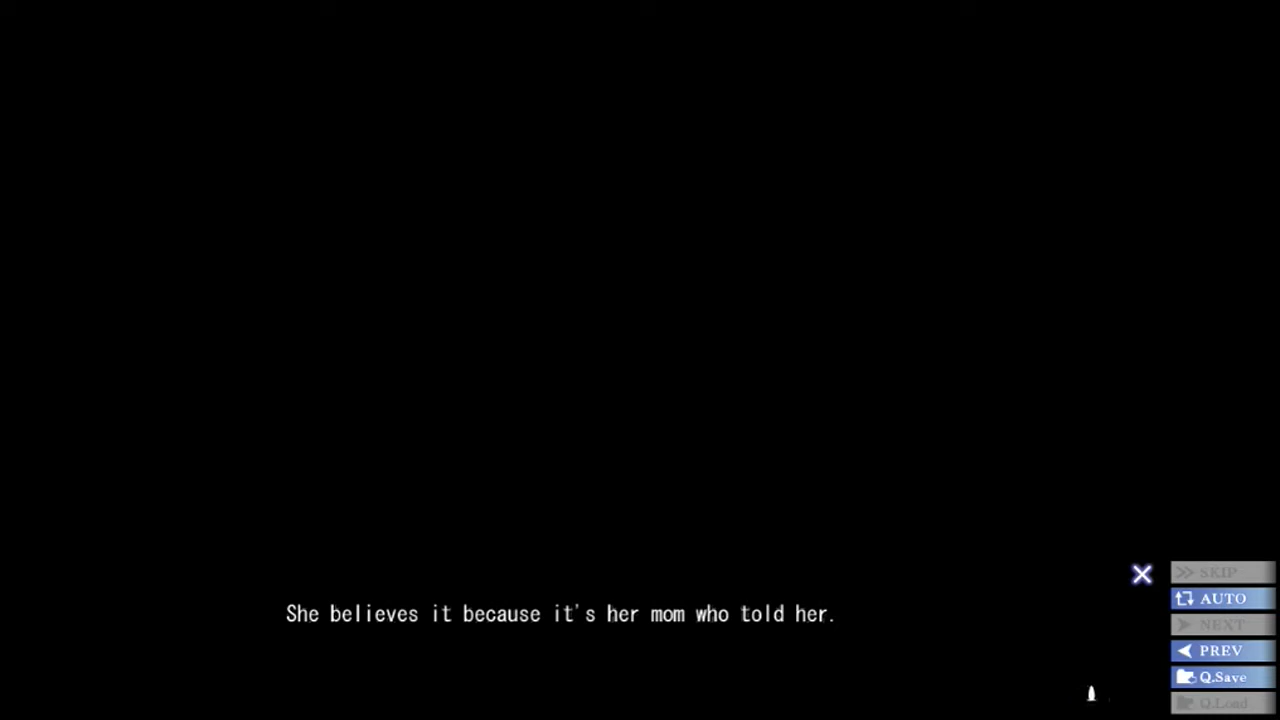 SKIP
AUTO
She believes it because it's her mom who told her.
NEXT
PREV
Q.Save
Q.Load